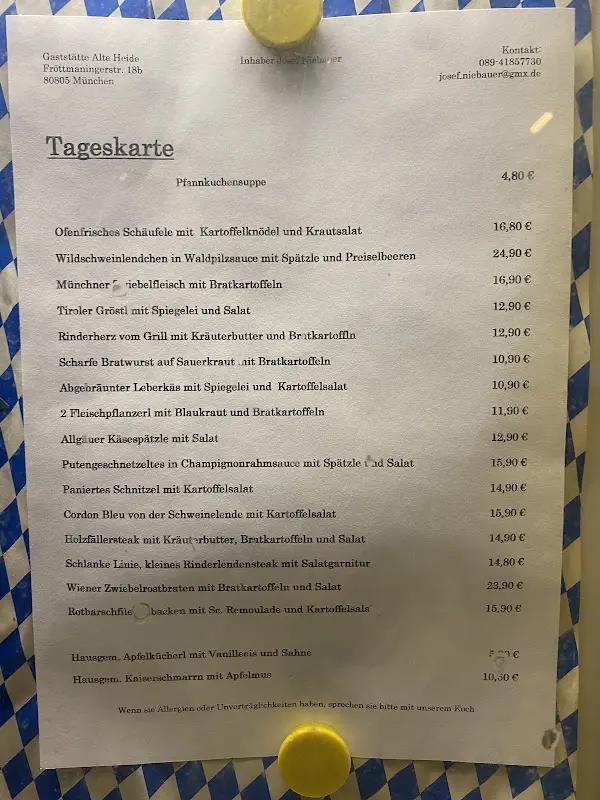 Gaststätte Alte Heide
Fröttmaningerstr. 18b
80805 München
Inhaber Josef Niebauer
Kontakt:
089-41857730
josef.niebauer@gmx.de
Tageskarte
Pfannkuchensuppe 4,80 €
Ofenfrisches Schäufele mit Kartoffelknödel und Krautsalat 16,80 €
Wildschweinlendchen in Waldpilzsauce mit Spätzle und Preiselbeeren 24,90 €
Münchner mit Bratkartoffeln 16,90 €
Tiroler Gröstl mit Spiegelei und Salat 12,90 €
Rinderherz vom Grill mit Kräuterbutter und Bratkartoffln 12,90 €
Scharfe Bratwurst auf Sauerkraut mit Bratkartoffeln 10,90 €
Abgebräunter Leberkäs mit Spiegelei und Kartoffelsalat 10,90 €
2 Fleischpflanzerl mit Blaukraut und Bratkartoffeln 11,90 €
Allgäuer Käsespätzle mit Salat 12,90 €
Putengeschnetzeltes in Champignonrahmsauce mit Spätzle und Salat 15,90 €
Paniertes Schnitzel mit Kartoffelsalat 14,90 €
Cordon Bleu von der Schweinelende mit Kartoffelsalat 15,90 €
Holzfällersteak mit Kräuterbutter, Bratkartoffeln und Salat 14,90 €
Schlanke Linie, kleines Rinderlendensteak mit Salatgarnitur 14,80 €
Wiener Zwiebelrostbraten mit Bratkartoffeln und Salat 23,90 €
mit Sc. Remoulade und 15,90 €
Hausgem. Apfelkücherl mit Vanilleeis und Sahne €
Hausgem. Kaiserschmarrn mit Apfelmus €
Wenn sie Allergien oder Unverträglichkeiten haben, sprechen sie bitte mit unserem Koch